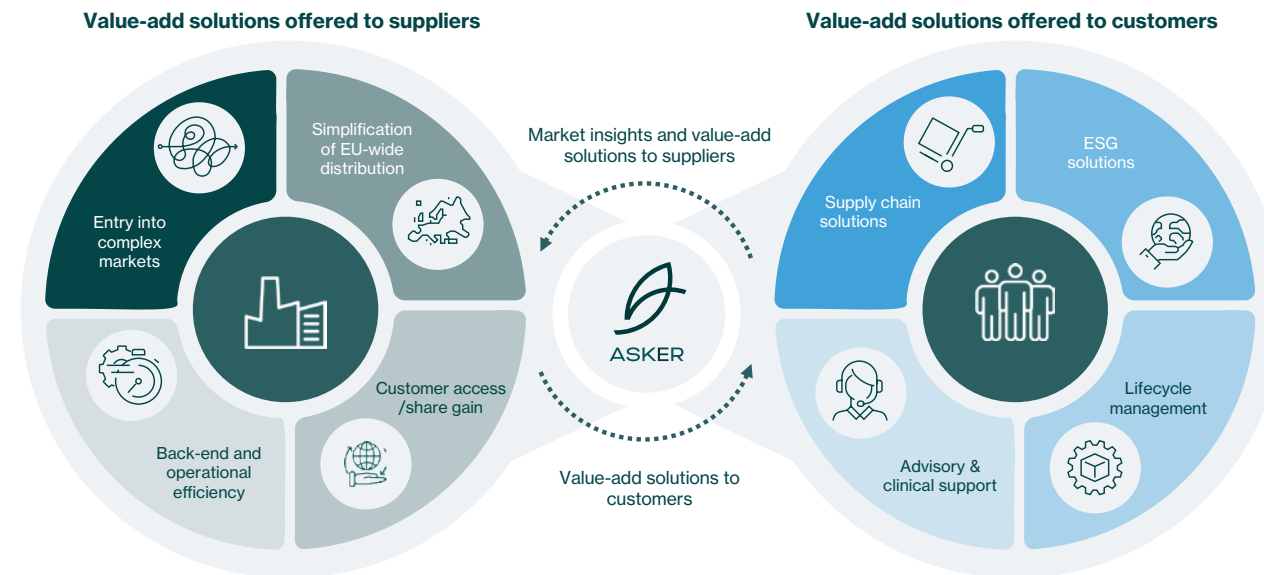 Value-add solutions offered to suppliers
Value-add solutions offered to customers
Entry into
complex
markets
Simplification
of EU-wide
distribution
Back-end and
operational
efficiency
Customer access
/share gain
Market insights and value-add
solutions to suppliers
ASKER
Value-add solutions to
customers
Supply chain
solutions
ESG
solutions
Advisory &
clinical support
Lifecycle
management